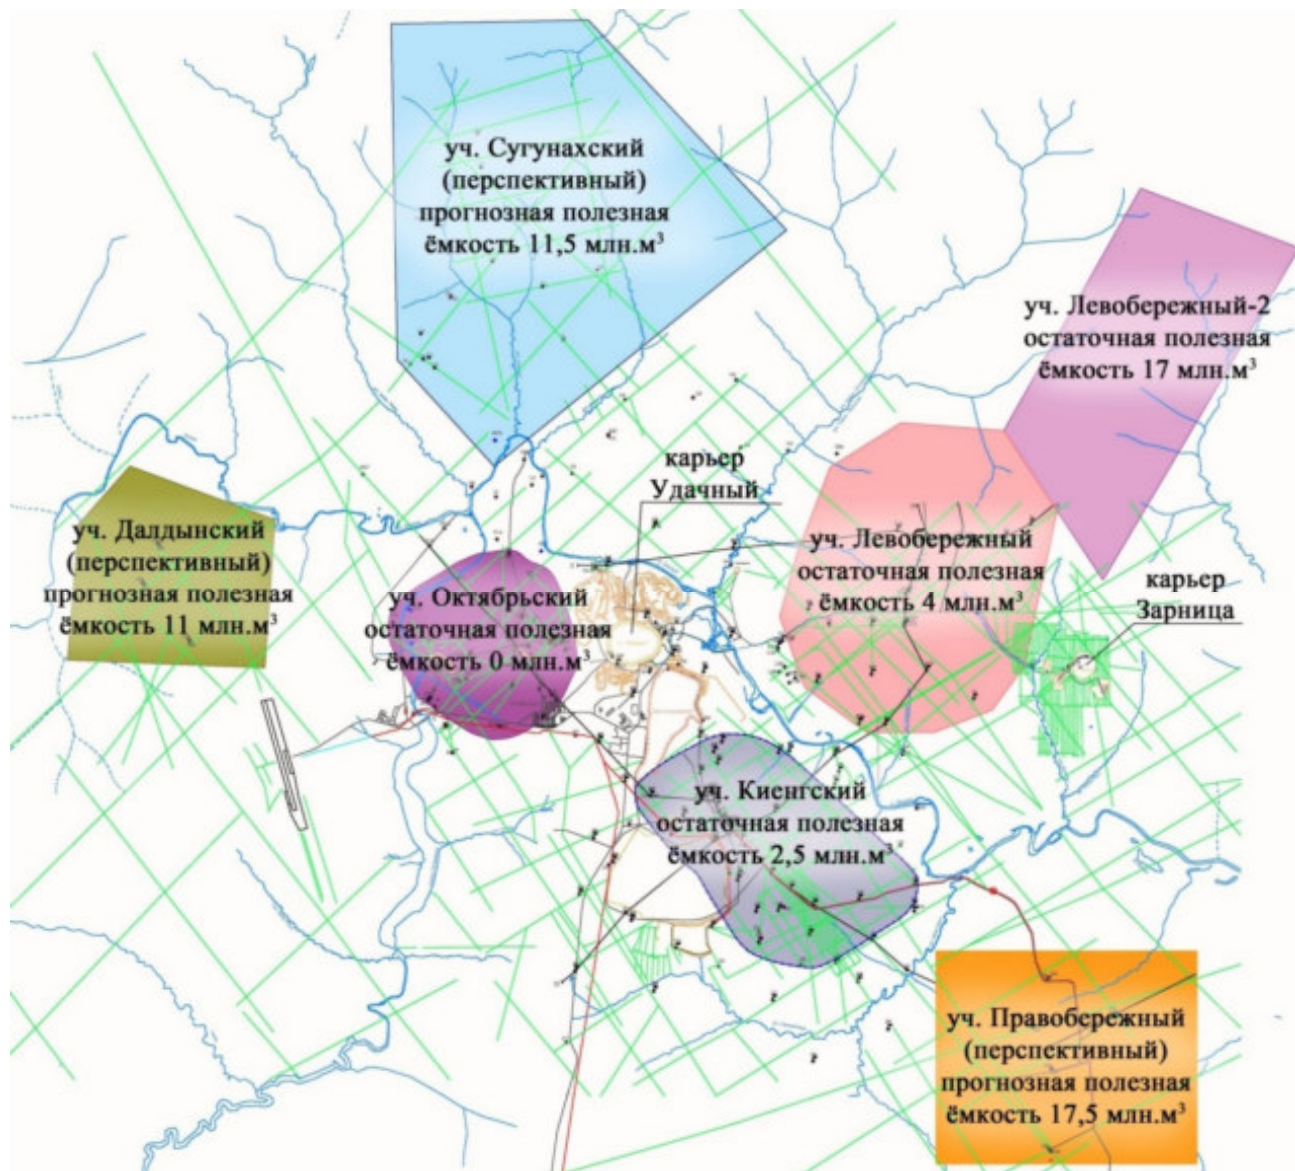 уч. Сугунахский
(перспективный)
прогнозная полезная
ёмкость 11,5 млн.м³
уч. Левобережный-2
остаточная полезная
ёмкость 17 млн.м³
карьер
Удачный
уч. Далдынский
(перспективный)
прогнозная полезная
ёмкость 11 млн.м³
уч. Октябрьский
остаточная полезная
ёмкость 0 млн.м³
уч. Левобережный
остаточная полезная
ёмкость 4 млн.м³
карьер
Зарница
уч. Киенгский
остаточная полезная
ёмкость 2,5 млн.м³
уч. Правобережный
(перспективный)
прогнозная полезная
ёмкость 17,5 млн.м³